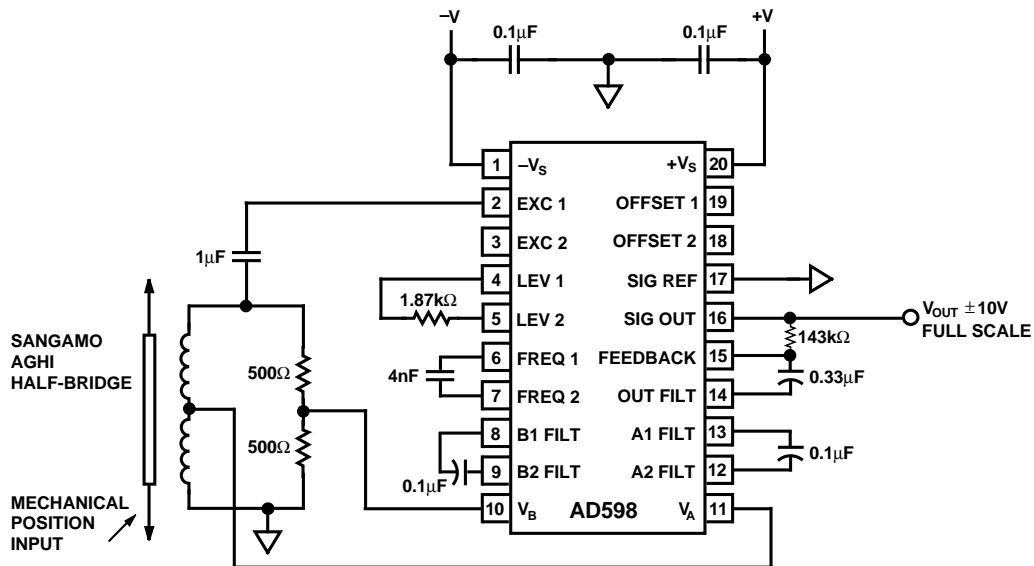 –V
+V
0.1µF
0.1µF
1
–VS
+VS
20
2
EXC 1
OFFSET 1
19
3
EXC 2
OFFSET 2
18
1µF
4
LEV 1
SIG REF
17
1.87kΩ
5
LEV 2
SIG OUT
16
VOUT ±10V
FULL SCALE
143kΩ
SANGAMO
AGHI
HALF-BRIDGE
6
FREQ 1
FEEDBACK
15
500Ω
4nF
0.33µF
7
FREQ 2
OUT FILT
14
8
B1 FILT
A1 FILT
13
500Ω
0.1µF
9
B2 FILT
A2 FILT
12
0.1µF
10
VB
AD598
VA
11
MECHANICAL
POSITION
INPUT